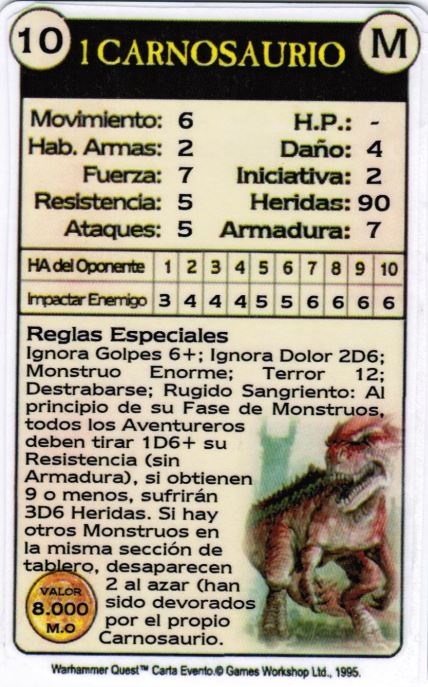 10 1 CARNOSAURIO M
Movimiento: 6 H.P.: -
Hab. Armas: 2 Daño: 4
Fuerza: 7 Iniciativa: 2
Resistencia: 5 Heridas: 90
Ataques: 5 Armadura: 7
HA del Oponente 1 2 3 4 5 6 7 8 9 10
Impactar Enemigo 3 4 4 4 5 5 6 6 6 6
Reglas Especiales
Ignora Golpes 6+; Ignora Dolor 2D6;
Monstruo Enorme; Terror 12;
Destrabarse; Rugido Sangriento: Al
principio de su Fase de Monstruos,
todos los Aventureros
deben tirar 1D6+ su
Resistencia (sin
Armadura), si obtienen
9 o menos, sufrirán
3D6 Heridas. Si hay
otros Monstruos en
la misma sección de
tablero, desaparecen
2 al azar (han
sido devorados
por el propio
Carnosaurio.
VALOR
8.000
M.O
Warhammer Quest™ Carta Evento.© Games Workshop Ltd., 1995.